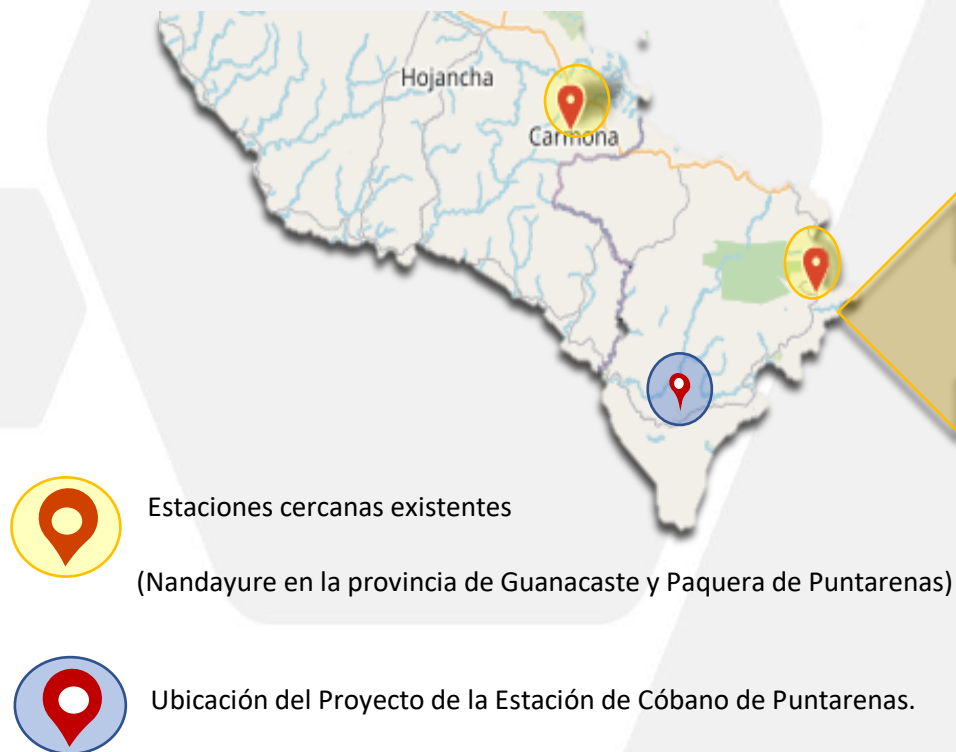 Hojancha
Carmona
Estaciones cercanas existentes
(Nandayure en la provincia de Guanacaste y Paquera de Puntarenas)
Ubicación del Proyecto de la Estación de Cóbano de Puntarenas.